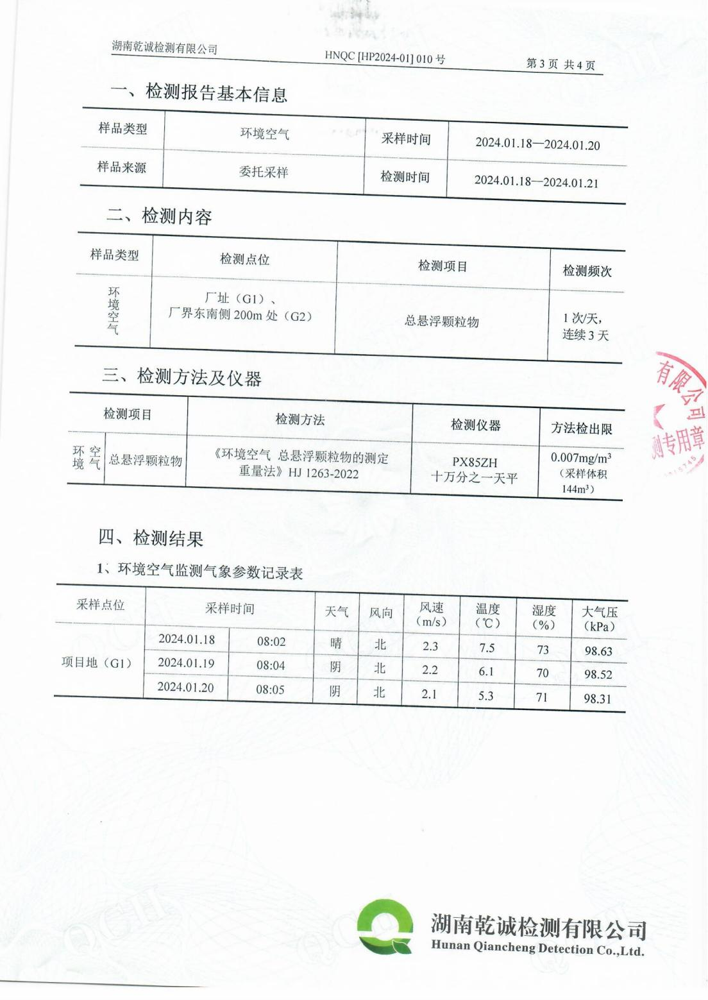 湖南乾诚检测有限公司 HNQC [HP2024-01] 010 号 第 3 页 共 4 页
一、检测报告基本信息
样品类型 环境空气 采样时间 2024.01.18—2024.01.20
样品来源 委托采样 检测时间 2024.01.18—2024.01.21
二、检测内容
样品类型 检测点位 检测项目 检测频次
环境空气 厂址（G1）、
厂界东南侧 200m 处（G2） 总悬浮颗粒物 1 次/天，
连续 3 天
三、检测方法及仪器
检测项目 检测方法 检测仪器 方法检出限
环境空气 总悬浮颗粒物 《环境空气 总悬浮颗粒物的测定
重量法》HJ 1263-2022 PX85ZH
十万分之一天平 0.007mg/m³
（采样体积
144m³）
四、检测结果
1、环境空气监测气象参数记录表
采样点位 采样时间 天气 风向 风速
（m/s） 温度
（℃） 湿度
（%） 大气压
（kPa）
项目地（G1） 2024.01.18 08:02 晴 北 2.3 7.5 73 98.63
2024.01.19 08:04 阴 北 2.2 6.1 70 98.52
2024.01.20 08:05 阴 北 2.1 5.3 71 98.31
有限公司
测专用章
湖南乾诚检测有限公司
Hunan Qiancheng Detection Co.,Ltd.